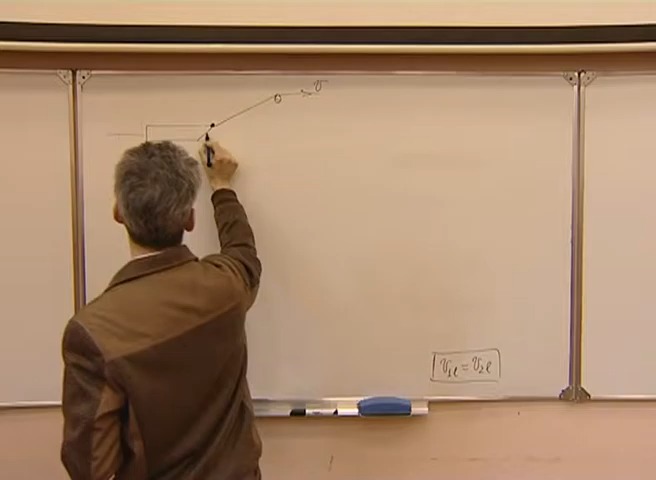 v
v₁ₑ = v₂ₑ